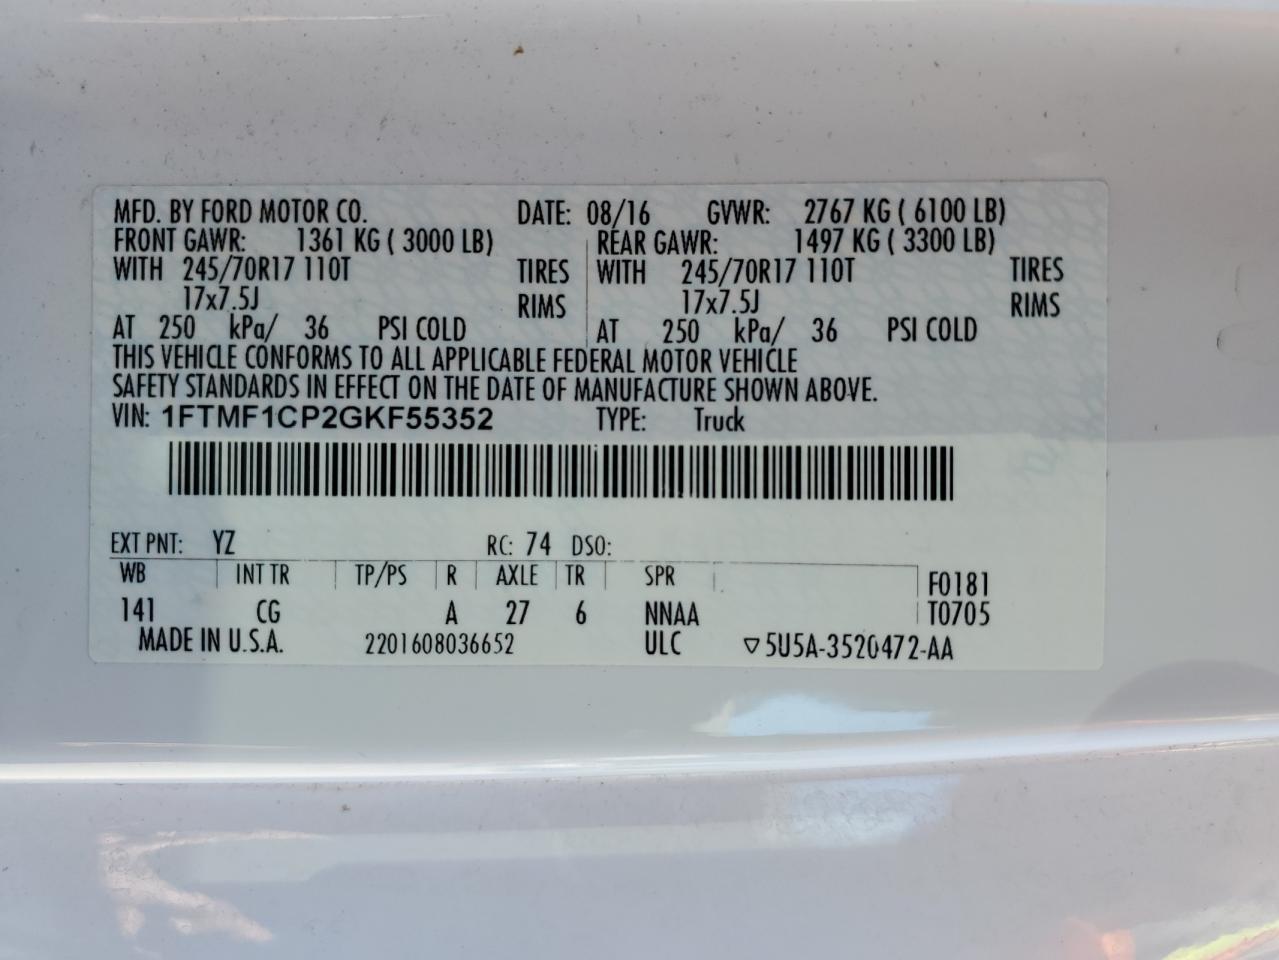 MFD. BY FORD MOTOR CO. DATE: 08/16 GVWR: 2767 KG ( 6100 LB)
FRONT GAWR: 1361 KG ( 3000 LB) REAR GAWR: 1497 KG ( 3300 LB)
WITH 245/70R17 110T TIRES WITH 245/70R17 110T TIRES
17x7.5J RIMS 17x7.5J RIMS
AT 250 kPa/ 36 PSI COLD AT 250 kPa/ 36 PSI COLD
THIS VEHICLE CONFORMS TO ALL APPLICABLE FEDERAL MOTOR VEHICLE
SAFETY STANDARDS IN EFFECT ON THE DATE OF MANUFACTURE SHOWN ABOVE.
VIN: 1FTMF1CP2GKF55352 TYPE: Truck
EXT PNT: YZ RC: 74 DSO:
WB INT TR TP/PS R AXLE TR SPR F0181
141 CG A 27 6 NNAA T0705
MADE IN U.S.A. 2201608036652 ULC ▽5U5A-3520472-AA